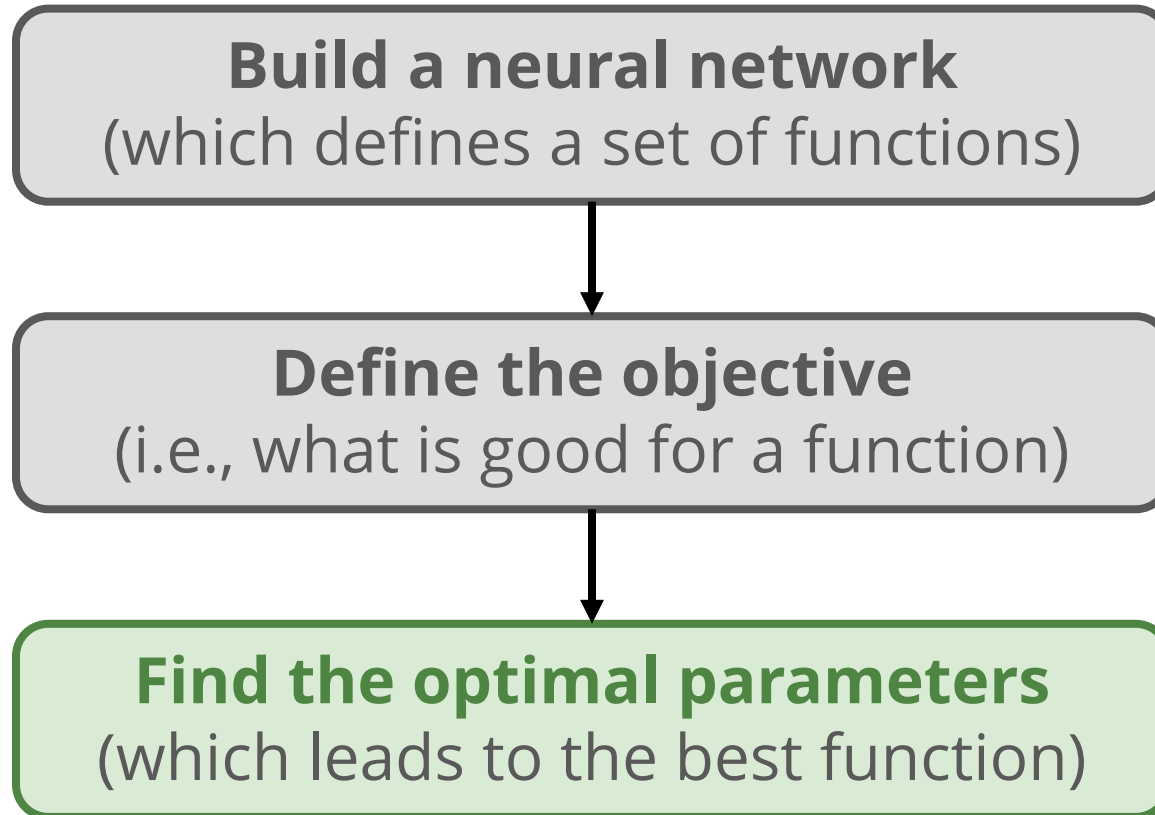 Build a neural network
(which defines a set of functions)
Define the objective
(i.e., what is good for a function)
Find the optimal parameters
(which leads to the best function)